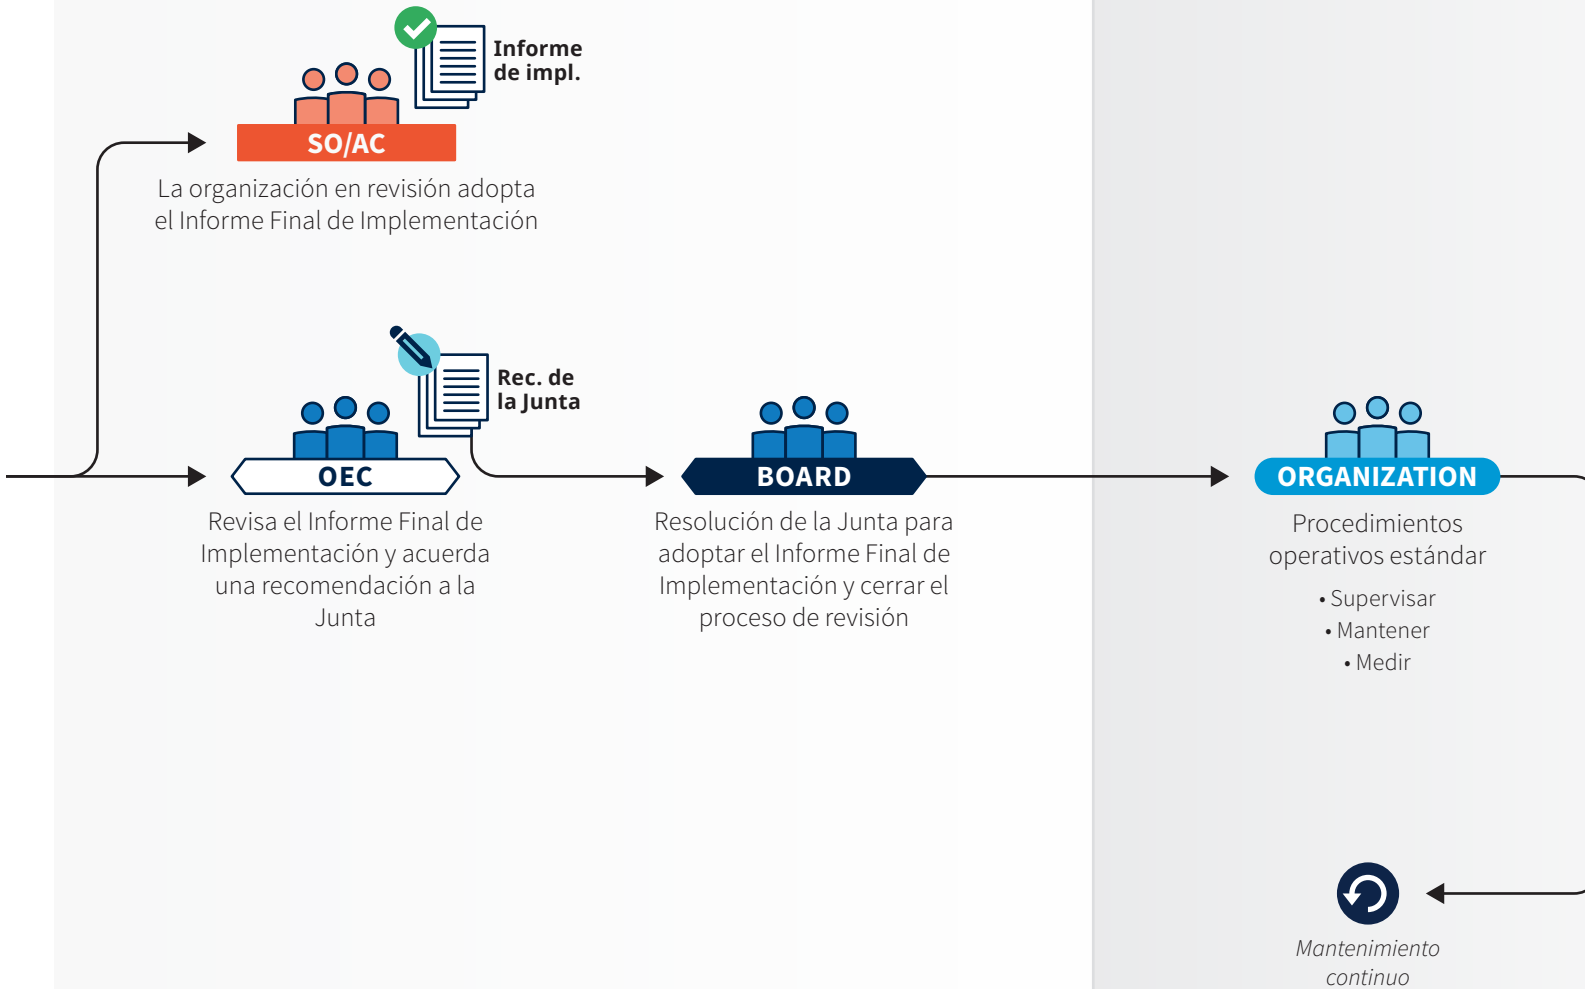 Informe
de impl.
SO/AC
La organización en revisión adopta
el Informe Final de Implementación
Rec. de
la Junta
OEC
Revisa el Informe Final de
Implementación y acuerda
una recomendación a la
Junta
BOARD
Resolución de la Junta para
adoptar el Informe Final de
Implementación y cerrar el
proceso de revisión
ORGANIZATION
Procedimientos
operativos estándar
• Supervisar
• Mantener
• Medir
Mantenimiento
continuo